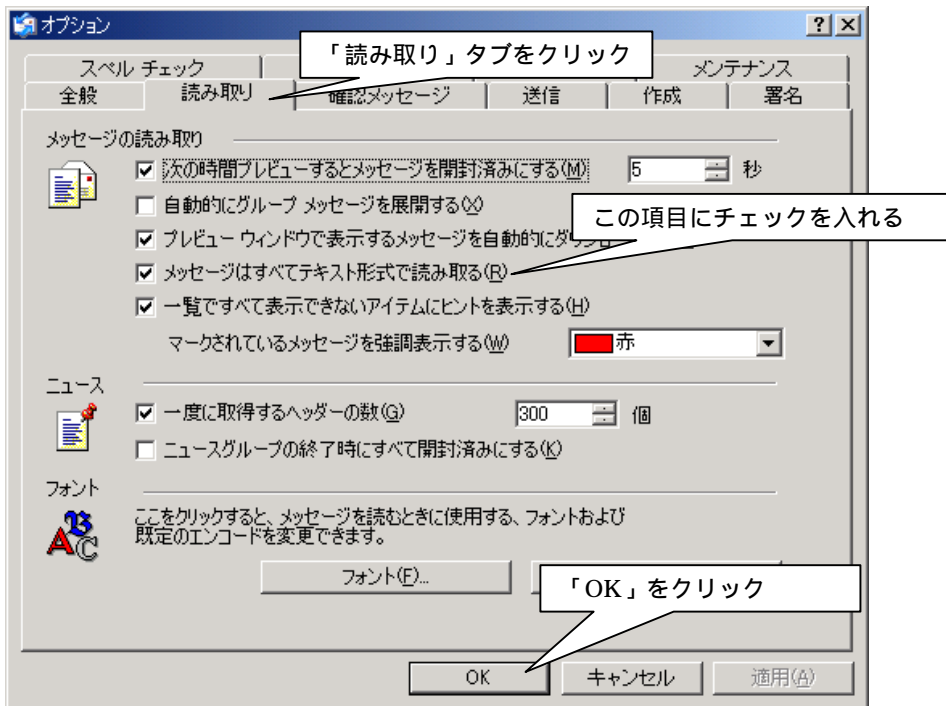 オプション
「読み取り」タブをクリック
スペル チェック
メンテナンス
全般
読み取り
確認メッセージ
送信
作成
署名
メッセージの読み取り
次の時間プレビューするとメッセージを開封済みにする(M)
5
秒
自動的にグループ メッセージを展開する(X)
この項目にチェックを入れる
プレビュー ウィンドウで表示するメッセージを自動的にダウンロー
メッセージはすべてテキスト形式で読み取る(R)
一覧ですべて表示できないアイテムにヒントを表示する(H)
マークされているメッセージを強調表示する(W)
赤
ニュース
一度に取得するヘッダーの数(G)
300
個
ニュースグループの終了時にすべて開封済みにする(K)
フォント
ここをクリックすると、メッセージを読むときに使用する、フォントおよび
既定のエンコードを変更できます。
フォント(F)...
「OK」をクリック
OK
キャンセル
適用(A)